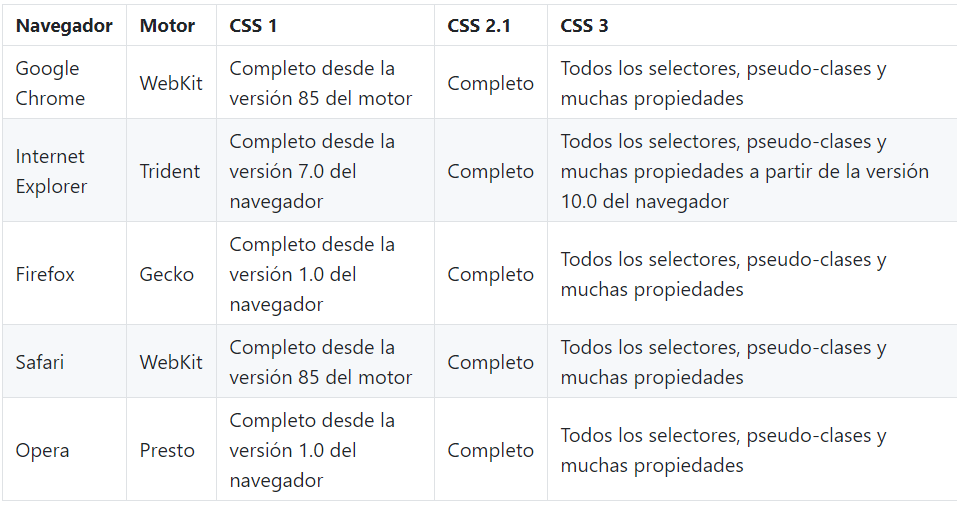 Navegador Motor CSS 1 CSS 2.1 CSS 3
Google Chrome WebKit Completo desde la versión 85 del motor Completo Todos los selectores, pseudo-clases y muchas propiedades
Internet Explorer Trident Completo desde la versión 7.0 del navegador Completo Todos los selectores, pseudo-clases y muchas propiedades a partir de la versión 10.0 del navegador
Firefox Gecko Completo desde la versión 1.0 del navegador Completo Todos los selectores, pseudo-clases y muchas propiedades
Safari WebKit Completo desde la versión 85 del motor Completo Todos los selectores, pseudo-clases y muchas propiedades
Opera Presto Completo desde la versión 1.0 del navegador Completo Todos los selectores, pseudo-clases y muchas propiedades